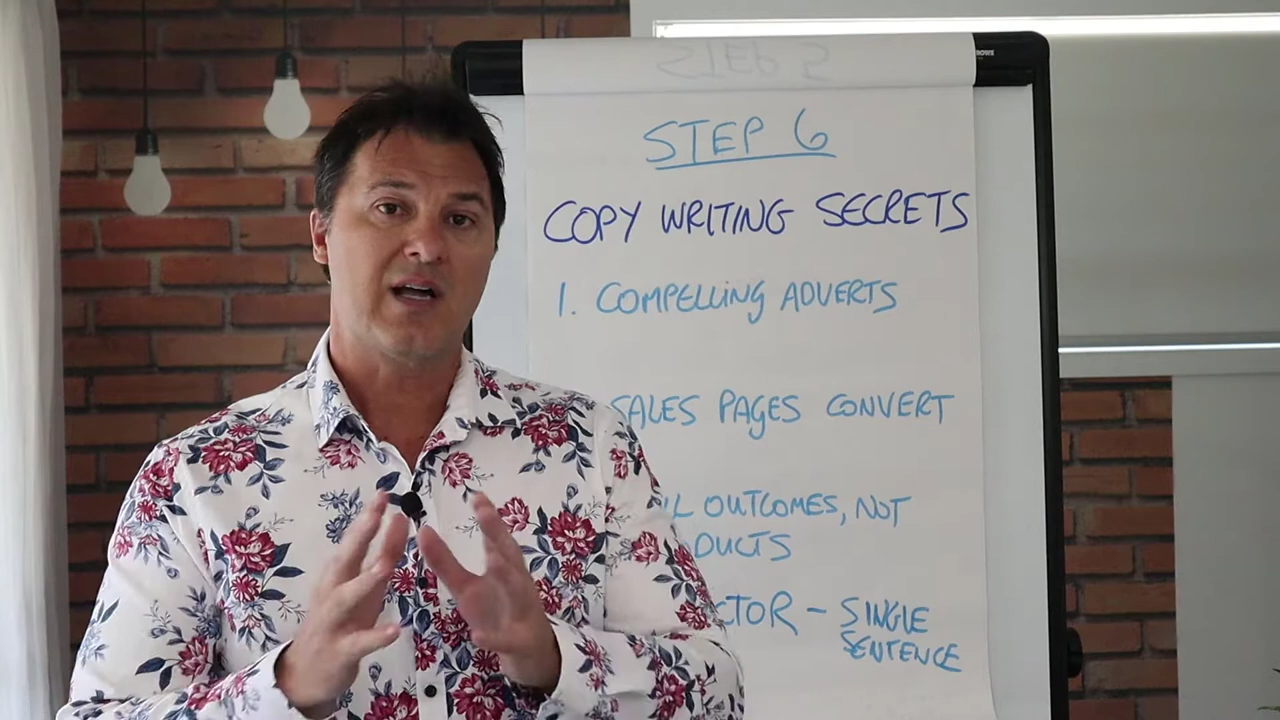 STEP 6
COPY WRITING SECRETS
1. COMPELLING ADVERTS
SALES PAGES CONVERT
OUTCOMES, NOT
SINGLE
SENTENCE